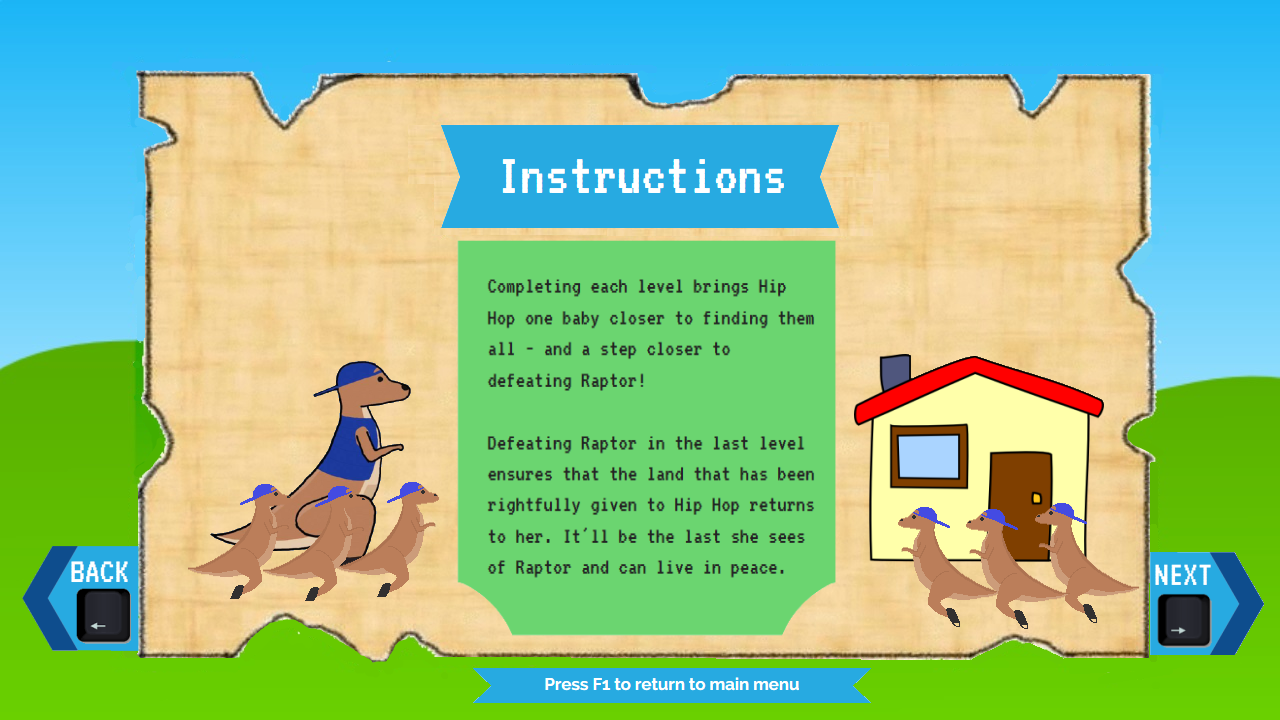 Instructions
Completing each level brings Hip
Hop one baby closer to finding them
all - and a step closer to
defeating Raptor!
Defeating Raptor in the last level
ensures that the land that has been
rightfully given to Hip Hop returns
to her. It´ll be the last she sees
of Raptor and can live in peace.
BACK
←
NEXT
→
Press F1 to return to main menu